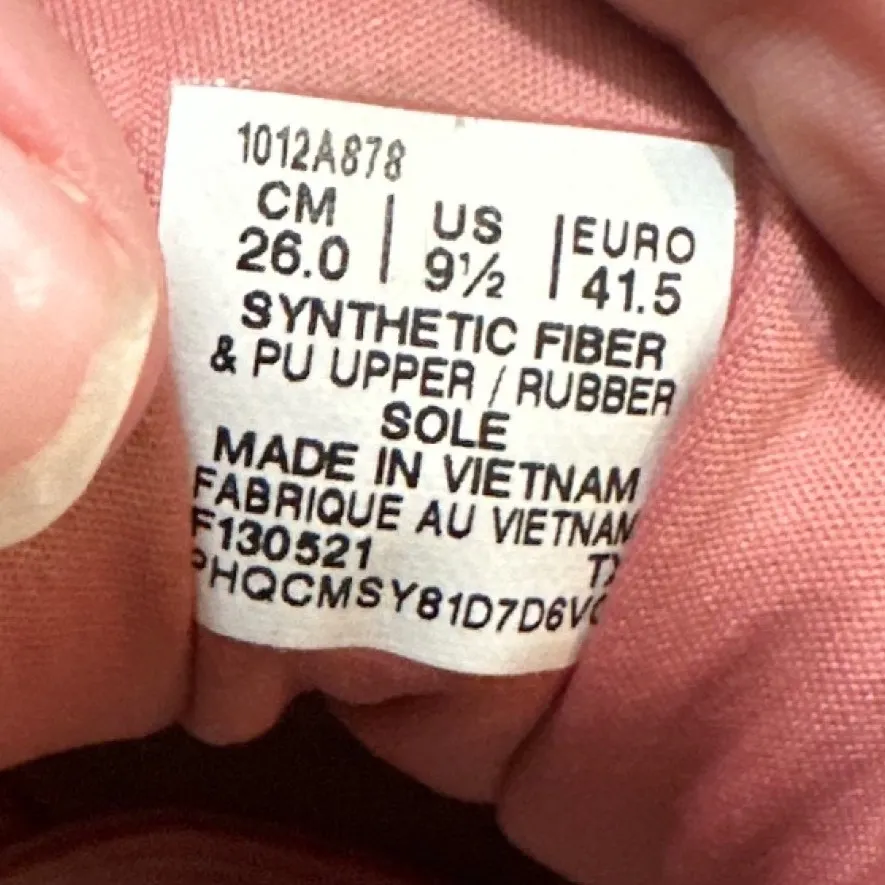 1012A878
CM | US | EURO
26.0 | 9½ | 41.5
SYNTHETIC FIBER
& PU UPPER / RUBBER
SOLE
MADE IN VIETNAM
FABRIQUE AU VIETNAM
F130521